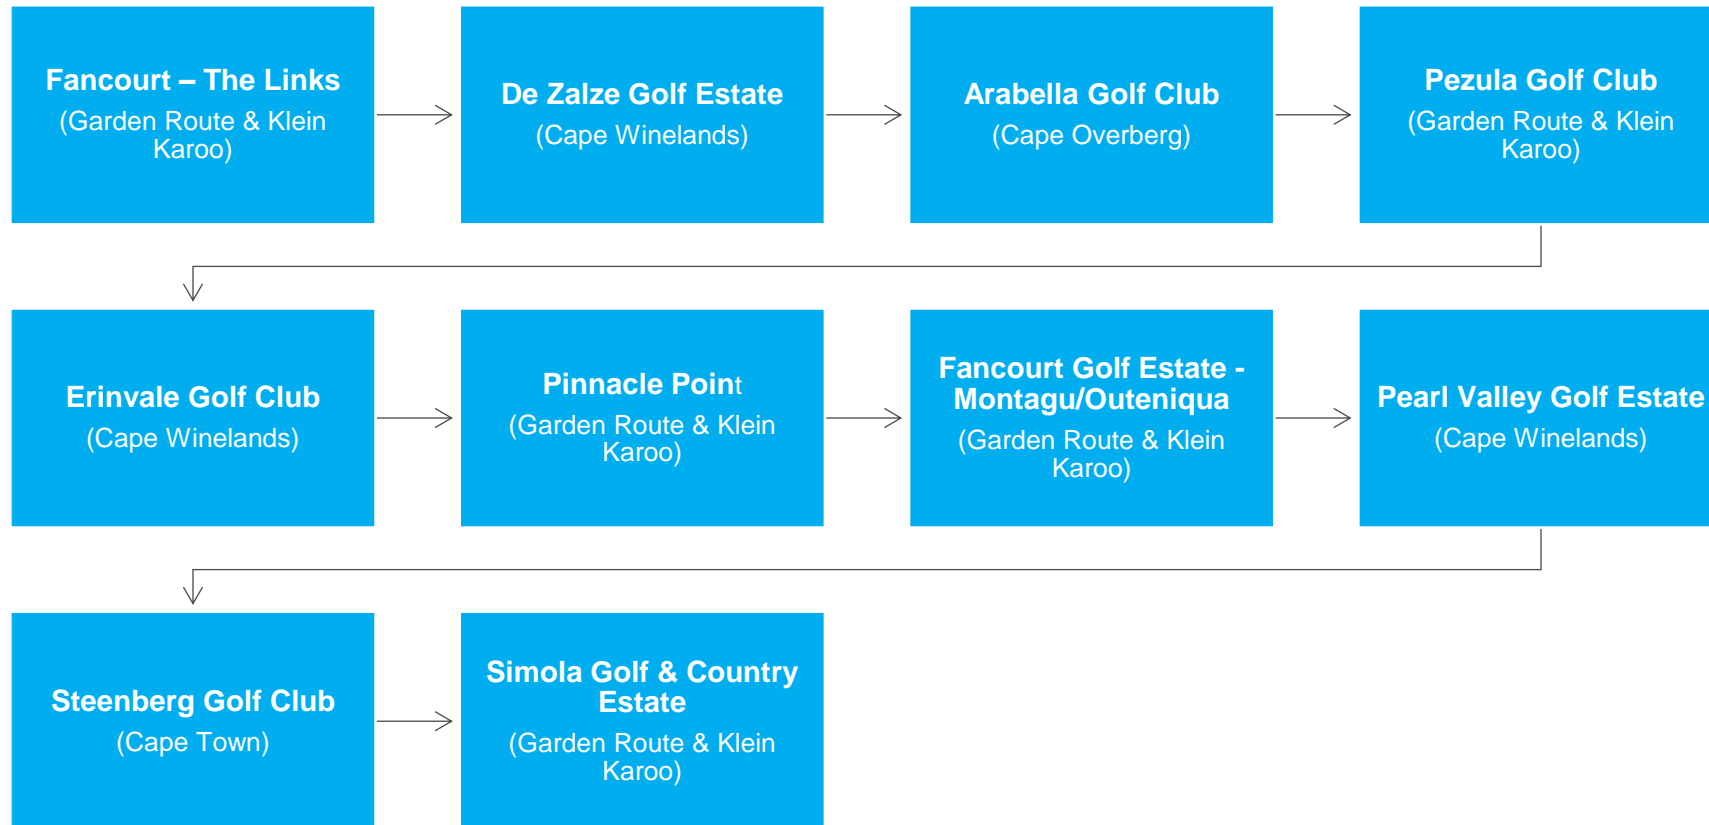 Fancourt – The Links
(Garden Route & Klein
Karoo)
De Zalze Golf Estate
(Cape Winelands)
Arabella Golf Club
(Cape Overberg)
Pezula Golf Club
(Garden Route & Klein
Karoo)
Erinvale Golf Club
(Cape Winelands)
Pinnacle Point
(Garden Route & Klein
Karoo)
Fancourt Golf Estate -
Montagu/Outeniqua
(Garden Route & Klein
Karoo)
Pearl Valley Golf Estate
(Cape Winelands)
Steenberg Golf Club
(Cape Town)
Simola Golf & Country
Estate
(Garden Route & Klein
Karoo)